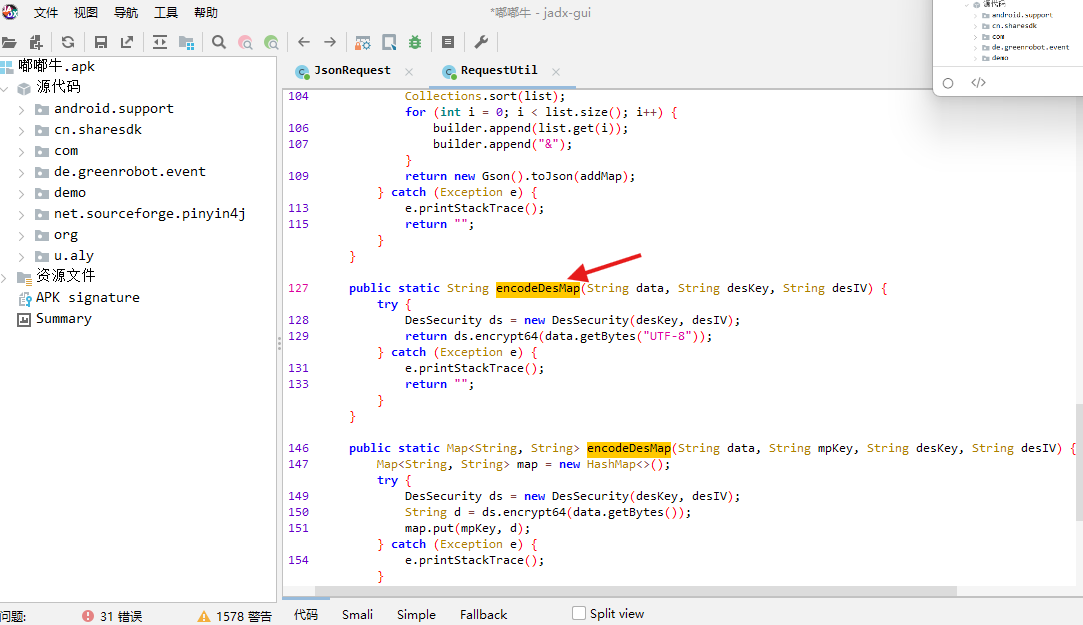 文件 视图 导航 工具 帮助 *嘟嘟牛 - jadx-gui
嘟嘟牛.apk
源代码
android.support
cn.sharesdk
com
de.greenrobot.event
demo
net.sourceforge.pinyin4j
org
u.aly
资源文件
APK signature
Summary
JsonRequest RequestUtil
104 Collections.sort(list);
for (int i = 0; i < list.size(); i++) {
106 builder.append(list.get(i));
107 builder.append("&");
}
109 return new Gson().toJson(addMap);
} catch (Exception e) {
113 e.printStackTrace();
115 return "";
}
}
127 public static String encodeDesMap(String data, String desKey, String desIV) {
try {
128 DesSecurity ds = new DesSecurity(desKey, desIV);
129 return ds.encrypt64(data.getBytes("UTF-8"));
} catch (Exception e) {
131 e.printStackTrace();
133 return "";
}
}
146 public static Map<String, String> encodeDesMap(String data, String mpKey, String desKey, String desIV) {
147 Map<String, String> map = new HashMap<>();
try {
149 DesSecurity ds = new DesSecurity(desKey, desIV);
150 String d = ds.encrypt64(data.getBytes());
151 map.put(mpKey, d);
} catch (Exception e) {
154 e.printStackTrace();
}
源代码
android.support
cn.sharesdk
com
de.greenrobot.event
demo
</>
问题: 31 错误 1578 警告 代码 Smali Simple Fallback Split view